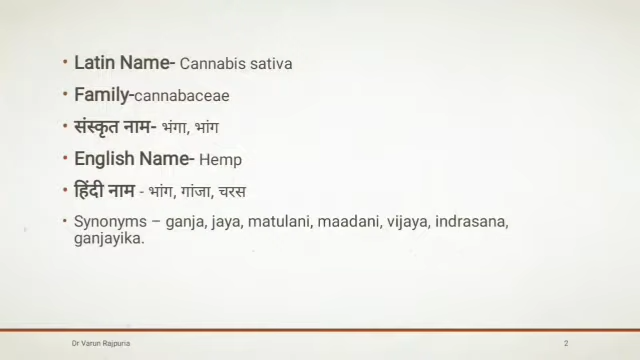 • Latin Name- Cannabis sativa
• Family-cannabaceae
• संस्कृत नाम- भंगा, भांग
• English Name- Hemp
• हिंदी नाम - भांग, गांजा, चरस
• Synonyms – ganja, jaya, matulani, maadani, vijaya, indrasana,
ganjayika.
Dr Varun Rajpuria
2